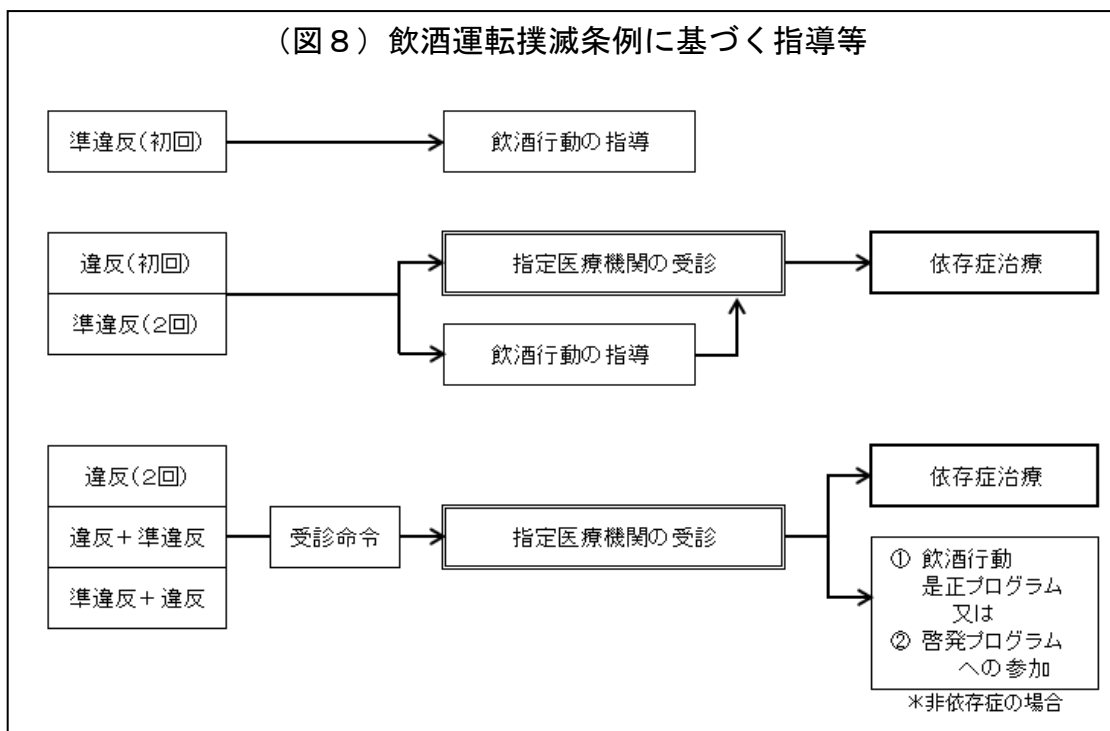 （図８）飲酒運転撲滅条例に基づく指導等
準違反(初回)
飲酒行動の指導
違反(初回)
準違反(2回)
指定医療機関の受診
飲酒行動の指導
依存症治療
違反(2回)
違反＋準違反
準違反＋違反
受診命令
指定医療機関の受診
依存症治療
① 飲酒行動
是正プログラム
又は
② 啓発プログラム
への参加
＊非依存症の場合